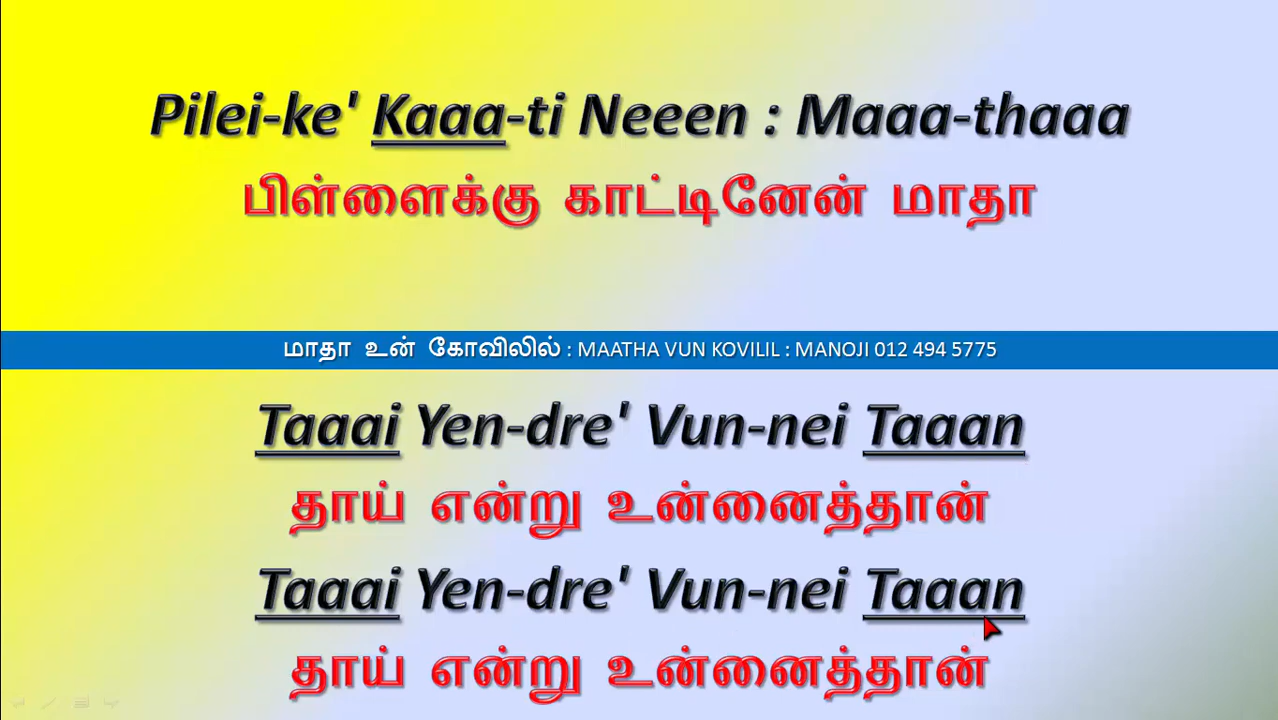 Pilei-ke' Kaaa-ti Neeen : Maaa-thaaa
பிள்ளைக்கு காட்டினேன் மாதா
மாதா உன் கோவிலில் : MAATHA VUN KOVILIL : MANOJI 012 494 5775
Taaai Yen-dre' Vun-nei Taaan
தாய் என்று உன்னைத்தான்
Taaai Yen-dre' Vun-nei Taaan
தாய் என்று உன்னைத்தான்